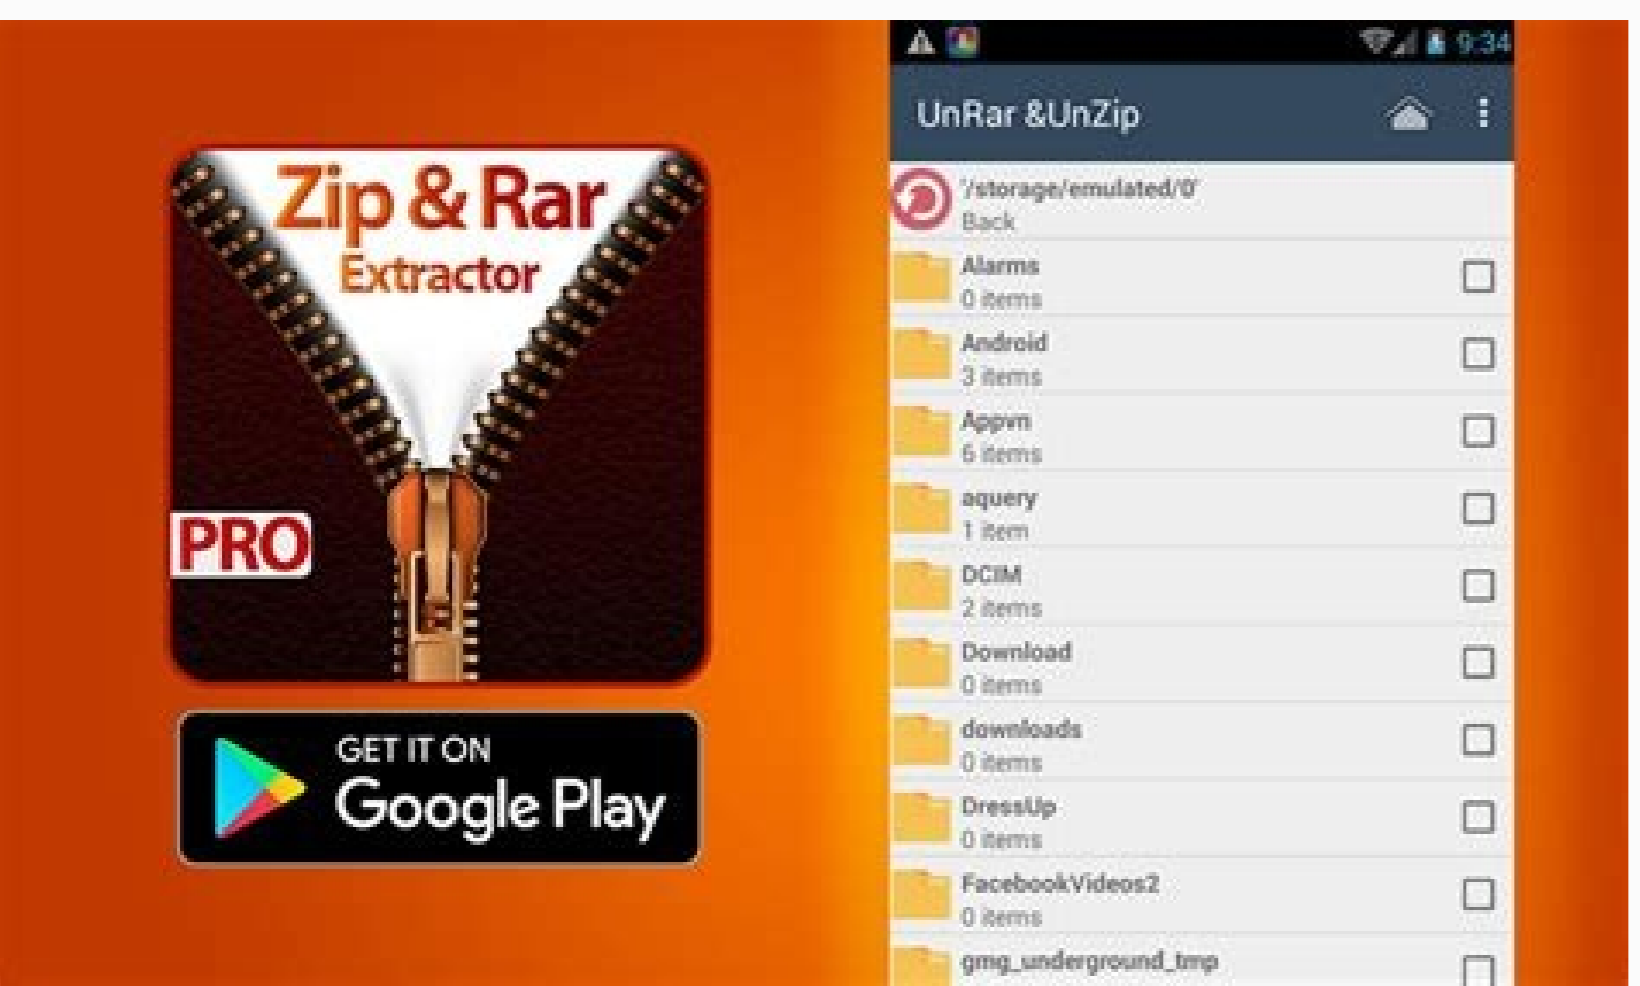 Zip & Rar
Extractor
PRO
GET IT ON
Google Play
9:34
UnRar &UnZip
'/storage/emulated/0'
Back
Alarms
0 items
Android
3 items
Appvn
6 items
aquery
1 item
DCIM
2 items
Download
0 items
downloads
0 items
DressUp
0 items
FacebookVideos2
0 items
gmg_underground_tmp